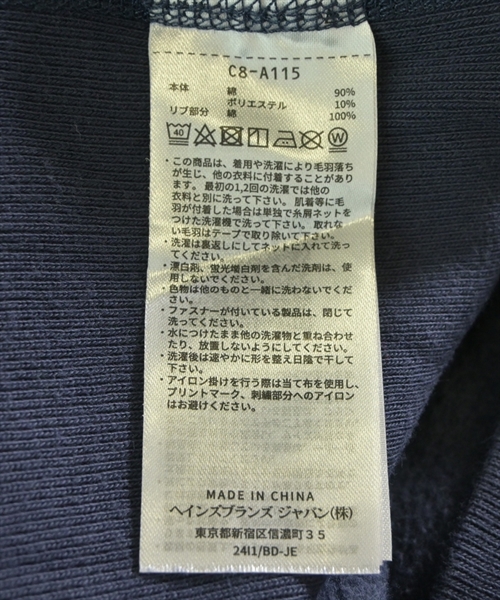 C8-A115
本体 綿 90%
ポリエステル 10%
リブ部分 綿 100%
40 W
・この商品は、着用や洗濯により毛羽落ち
が生じ、他の衣料に付着することがあり
ます。最初の1,2回の洗濯では他の
衣料と別に洗って下さい。肌着等に毛
羽が付着した場合は単独で糸屑ネットを
つけた洗濯機で洗って下さい。取れな
い毛羽はテープで取り除いて下さい。
・洗濯は裏返しにしてネットに入れて洗っ
てください。
・漂白剤、蛍光増白剤を含んだ洗剤は、使
用しないでください。
・色物は他のものと一緒に洗わないでくだ
さい。
・ファスナーが付いている製品は、閉じて
洗ってください。
・水につけたまま他の洗濯物と重ね合わせ
たり、放置しないようにしてください。
・洗濯後は速やかに形を整え日陰で干して
下さい。
・アイロン掛けを行う際は当て布を使用し、
プリントマーク、刺繍部分へのアイロン
はお避けください。
MADE IN CHINA
ヘインズブランズ ジャパン(株)
東京都新宿区信濃町35
24I1/BD-JE